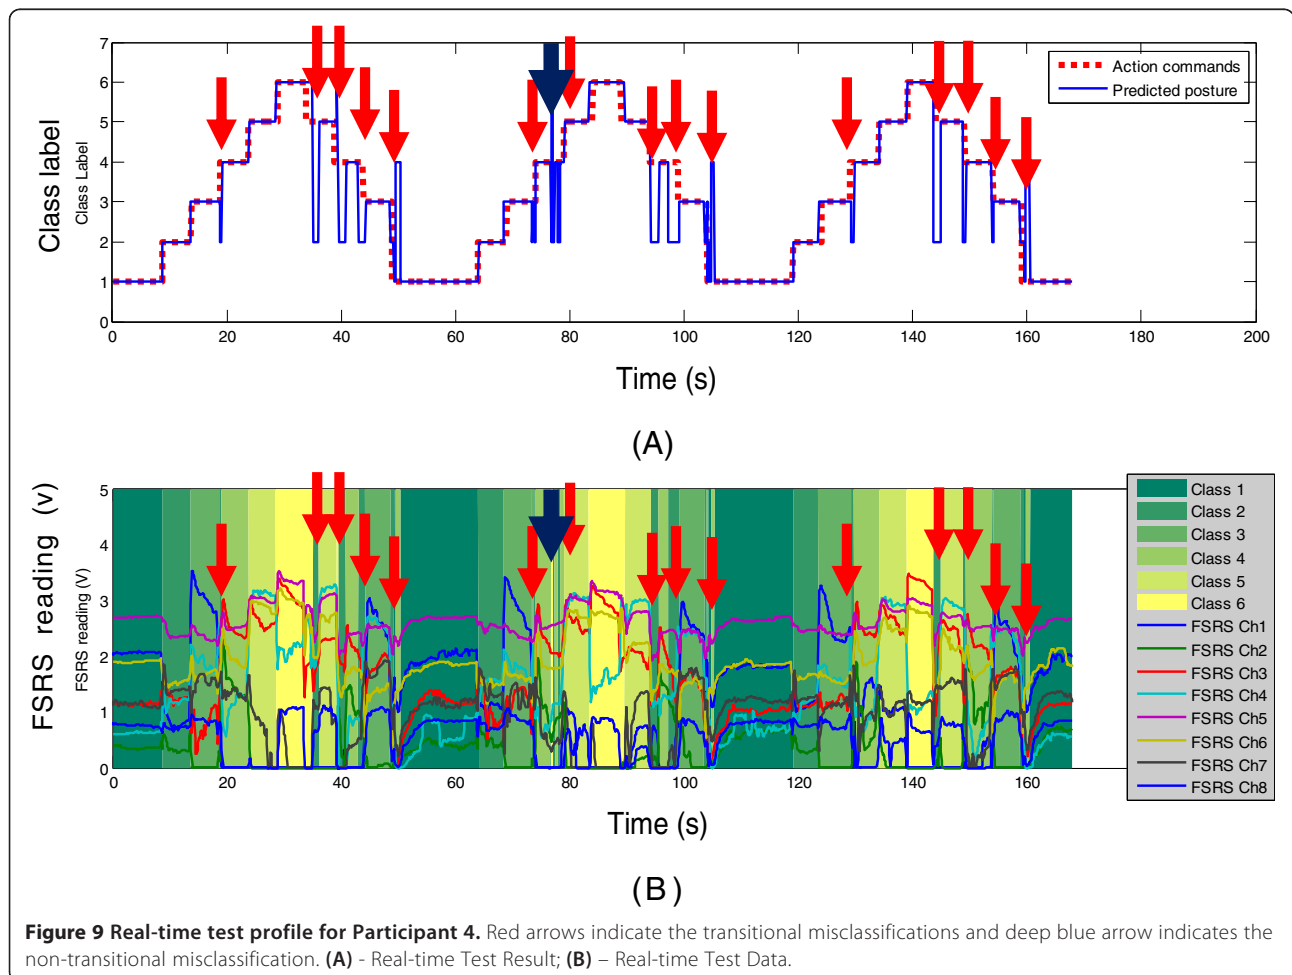 7
6
5
4
3
2
1
0
Class label
Class Label
Action commands
Predicted posture
0 20 40 60 80 100 120 140 160 180 200
Time (s)
(A)
5
4
3
2
1
0
FSRS reading (v)
FSRS reading (V)
Class 1
Class 2
Class 3
Class 4
Class 5
Class 6
FSRS Ch1
FSRS Ch2
FSRS Ch3
FSRS Ch4
FSRS Ch5
FSRS Ch6
FSRS Ch7
FSRS Ch8
0 20 40 60 80 100 120 140 160
Time (s)
(B)
Figure 9 Real-time test profile for Participant 4. Red arrows indicate the transitional misclassifications and deep blue arrow indicates the
non-transitional misclassification. (A) - Real-time Test Result; (B) – Real-time Test Data.